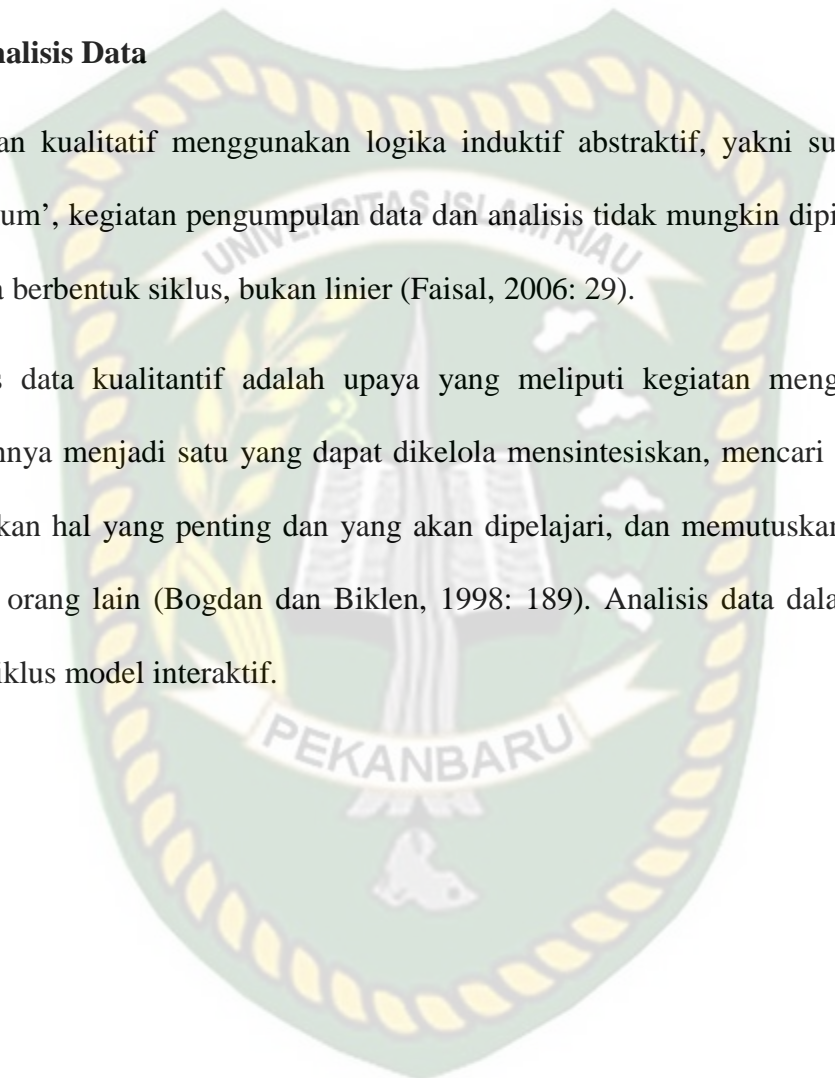 nalisis Data
an kualitatif menggunakan logika induktif abstraktif, yakni su
um’, kegiatan pengumpulan data dan analisis tidak mungkin dipi
a berbentuk siklus, bukan linier (Faisal, 2006: 29).
s data kualitantif adalah upaya yang meliputi kegiatan meng
nnya menjadi satu yang dapat dikelola mensintesiskan, mencari
kan hal yang penting dan yang akan dipelajari, dan memutuskan
orang lain (Bogdan dan Biklen, 1998: 189). Analisis data dala
iklus model interaktif.
UNIVERSITAS ISLAM RIAU
PEKANBARU